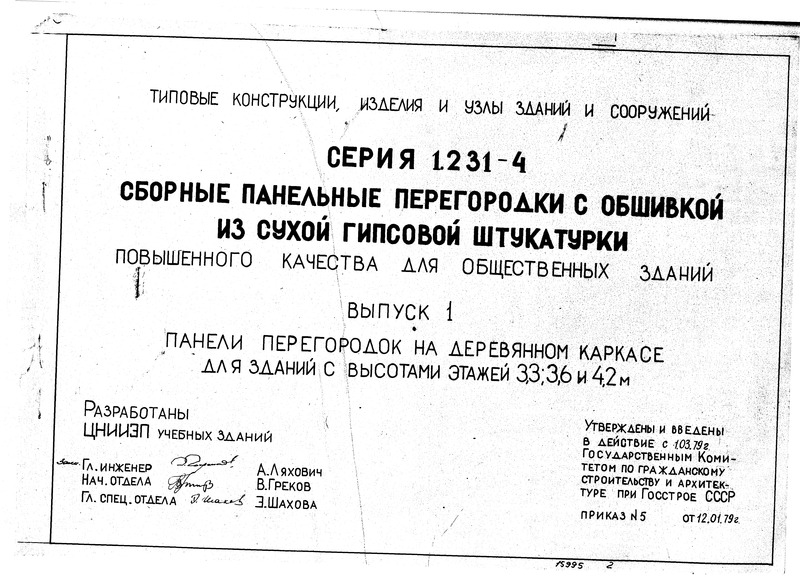 ТИПОВЫЕ КОНСТРУКЦИИ, ИЗДЕЛИЯ И УЗЛЫ ЗДАНИЙ И СООРУЖЕНИЙ
СЕРИЯ 1.231-4
СБОРНЫЕ ПАНЕЛЬНЫЕ ПЕРЕГОРОДКИ С ОБШИВКОЙ
ИЗ СУХОЙ ГИПСОВОЙ ШТУКАТУРКИ
ПОВЫШЕННОГО КАЧЕСТВА ДЛЯ ОБЩЕСТВЕННЫХ ЗДАНИЙ
ВЫПУСК 1
ПАНЕЛИ ПЕРЕГОРОДОК НА ДЕРЕВЯННОМ КАРКАСЕ
ДЛЯ ЗДАНИЙ С ВЫСОТАМИ ЭТАЖЕЙ 3,3; 3,6 И 4,2 м
РАЗРАБОТАНЫ
ЦНИИЭП УЧЕБНЫХ ЗДАНИЙ
ГЛ. ИНЖЕНЕР А. ЛЯХОВИЧ
НАЧ. ОТДЕЛА В. ГРЕКОВ
ГЛ. СПЕЦ. ОТДЕЛА Э. ШАХОВА
УТВЕРЖДЕНЫ И ВВЕДЕНЫ
В ДЕЙСТВИЕ С 1.03.79г.
ГОСУДАРСТВЕННЫМ КОМИ-
ТЕТОМ ПО ГРАЖДАНСКОМУ
СТРОИТЕЛЬСТВУ И АРХИТЕК-
ТУРЕ ПРИ ГОССТРОЕ СССР
ПРИКАЗ №5 ОТ 12.01.79г.
15995 2